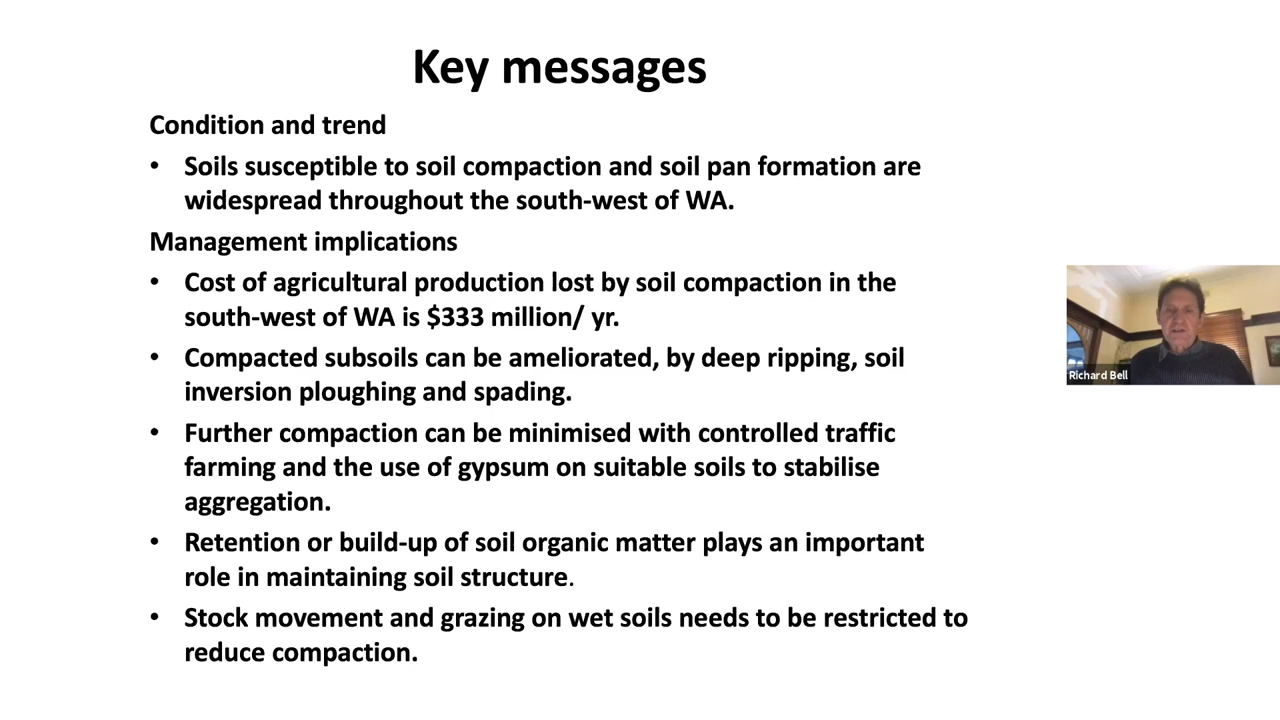 Key messages
Condition and trend
• Soils susceptible to soil compaction and soil pan formation are
widespread throughout the south-west of WA.
Management implications
• Cost of agricultural production lost by soil compaction in the
south-west of WA is $333 million/ yr.
• Compacted subsoils can be ameliorated, by deep ripping, soil
inversion ploughing and spading.
• Further compaction can be minimised with controlled traffic
farming and the use of gypsum on suitable soils to stabilise
aggregation.
• Retention or build-up of soil organic matter plays an important
role in maintaining soil structure.
• Stock movement and grazing on wet soils needs to be restricted to
reduce compaction.
Richard Bell